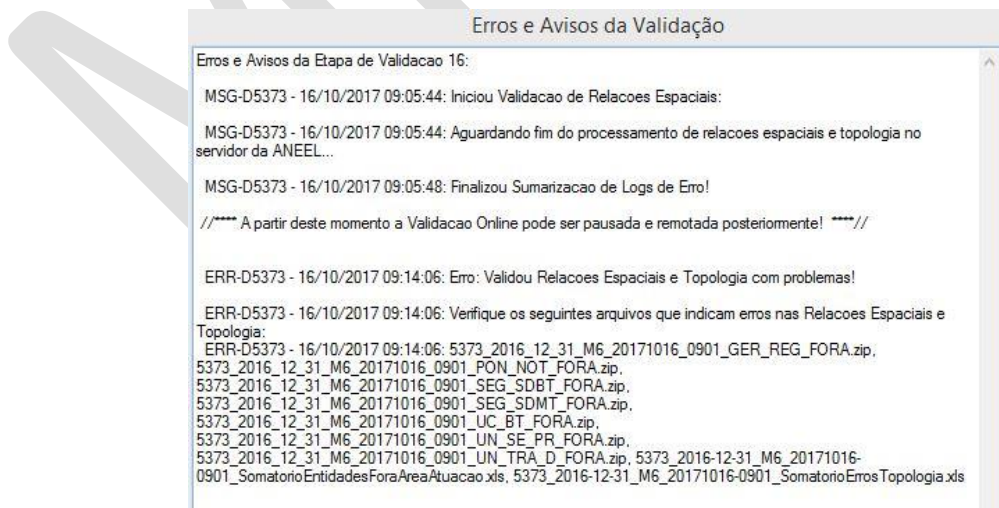 Erros e Avisos da Validação
Erros e Avisos da Etapa de Validacao 16:
MSG-D5373 - 16/10/2017 09:05:44: Iniciou Validacao de Relacoes Espaciais:
MSG-D5373 - 16/10/2017 09:05:44: Aguardando fim do processamento de relacoes espaciais e topologia no
servidor da ANEEL...
MSG-D5373 - 16/10/2017 09:05:48: Finalizou Sumarizacao de Logs de Erro!
//**** A partir deste momento a Validacao Online pode ser pausada e remotada posteriormente! ****//
ERR-D5373 - 16/10/2017 09:14:06: Erro: Validou Relacoes Espaciais e Topologia com problemas!
ERR-D5373 - 16/10/2017 09:14:06: Verifique os seguintes arquivos que indicam erros nas Relacoes Espaciais e
Topologia:
ERR-D5373 - 16/10/2017 09:14:06: 5373_2016_12_31_M6_20171016_0901_GER_REG_FORA.zip,
5373_2016_12_31_M6_20171016_0901_PON_NOT_FORA.zip,
5373_2016_12_31_M6_20171016_0901_SEG_SDBT_FORA.zip,
5373_2016_12_31_M6_20171016_0901_SEG_SDMT_FORA.zip,
5373_2016_12_31_M6_20171016_0901_UC_BT_FORA.zip,
5373_2016_12_31_M6_20171016_0901_UN_SE_PR_FORA.zip,
5373_2016_12_31_M6_20171016_0901_UN_TRA_D_FORA.zip, 5373_2016-12-31_M6_20171016-
0901_SomatorioEntidadesForaAreaAtuacao.xls, 5373_2016-12-31_M6_20171016-0901_SomatorioErrosTopologia.xls